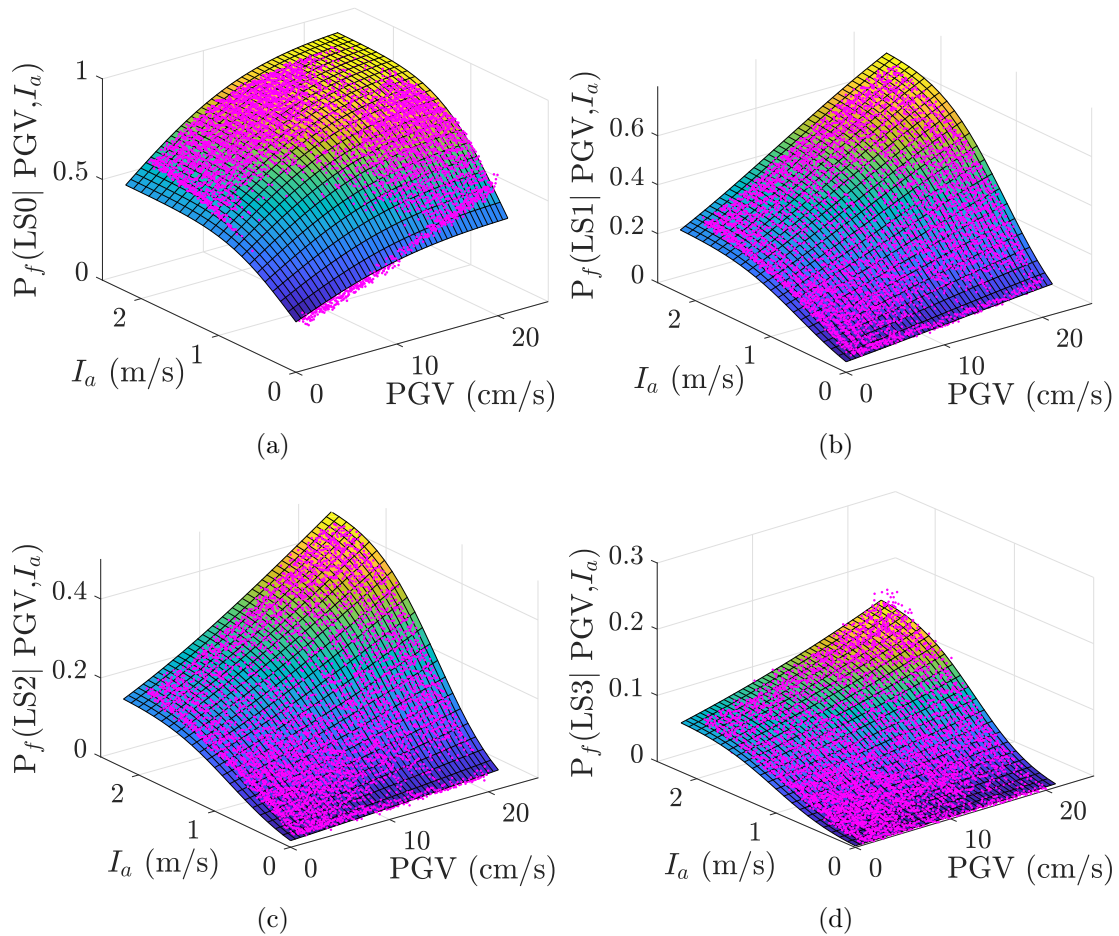 P_f(LS0| PGV,I_a)
1
0.5
0
2
1
0
I_a (m/s)
0
10
20
PGV (cm/s)
(a)
P_f(LS1| PGV,I_a)
0.6
0.4
0.2
0
2
1
0
I_a (m/s)
0
10
20
PGV (cm/s)
(b)
P_f(LS2| PGV,I_a)
0.4
0.2
0
2
1
0
I_a (m/s)
0
10
20
PGV (cm/s)
(c)
P_f(LS3| PGV,I_a)
0.3
0.2
0.1
0
2
1
0
I_a (m/s)
0
10
20
PGV (cm/s)
(d)